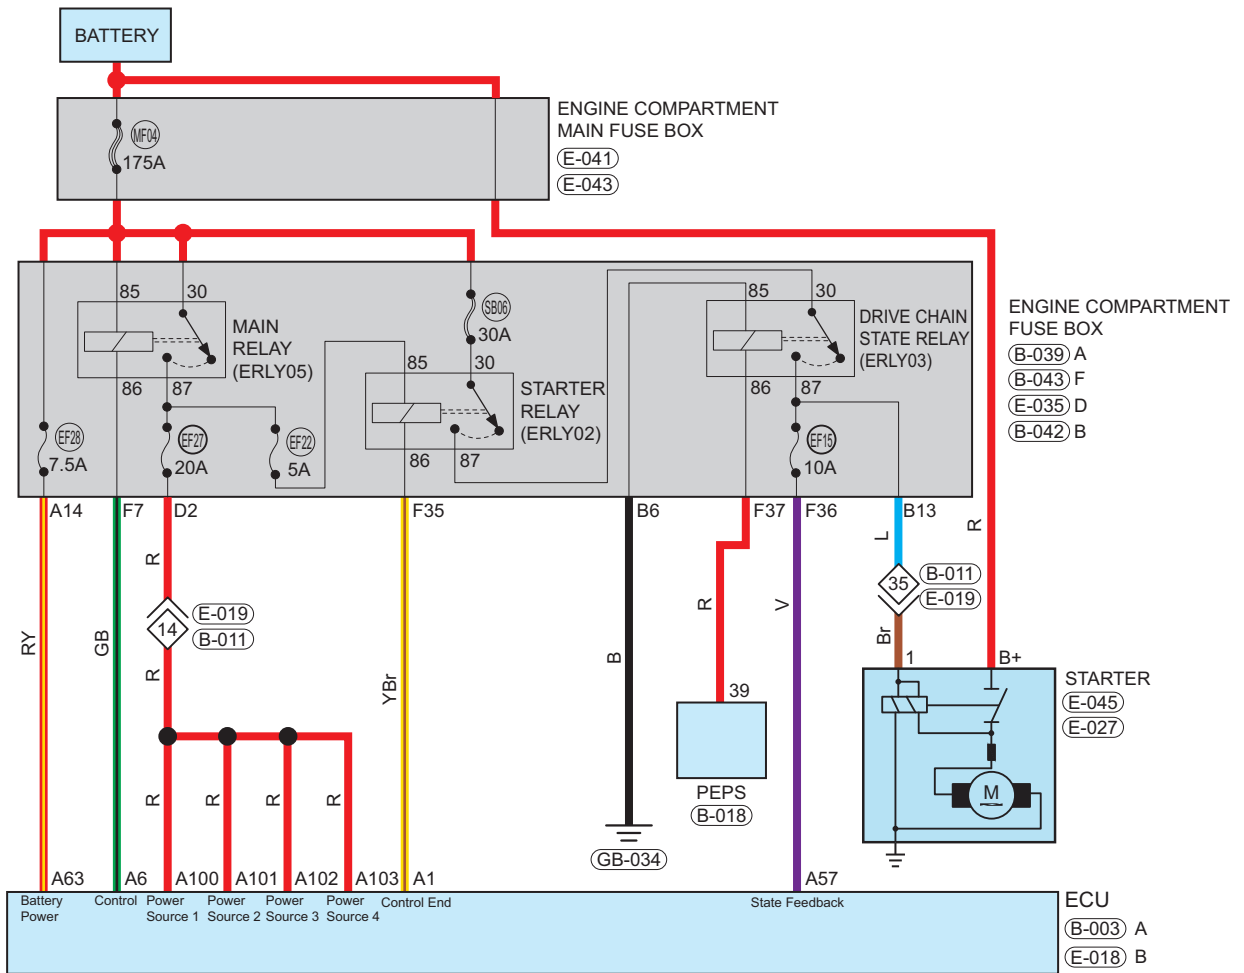 BATTERY
ENGINE COMPARTMENT
MAIN FUSE BOX
E-041
E-043
MF04
175A
85
30
MAIN
RELAY
(ERLY05)
86
87
SB06
30A
85
30
STARTER
RELAY
(ERLY02)
86
87
85
30
DRIVE CHAIN
STATE RELAY
(ERLY03)
86
87
ENGINE COMPARTMENT
FUSE BOX
B-039 A
B-043 F
E-035 D
B-042 B
EF28
7.5A
EF27
20A
EF22
5A
EF15
10A
A14
F7
D2
F35
B6
F37
F36
B13
R
R
L
E-019
14
B-011
35
B-011
E-019
RY
GB
R
YBr
B
R
V
Br
1
B+
STARTER
E-045
E-027
M
39
PEPS
B-018
R
R
R
R
GB-034
A63
A6
A100
A101
A102
A103
A1
A57
Battery
Power
Control
Power
Source 1
Power
Source 2
Power
Source 3
Power
Source 4
Control End
State Feedback
ECU
B-003 A
E-018 B